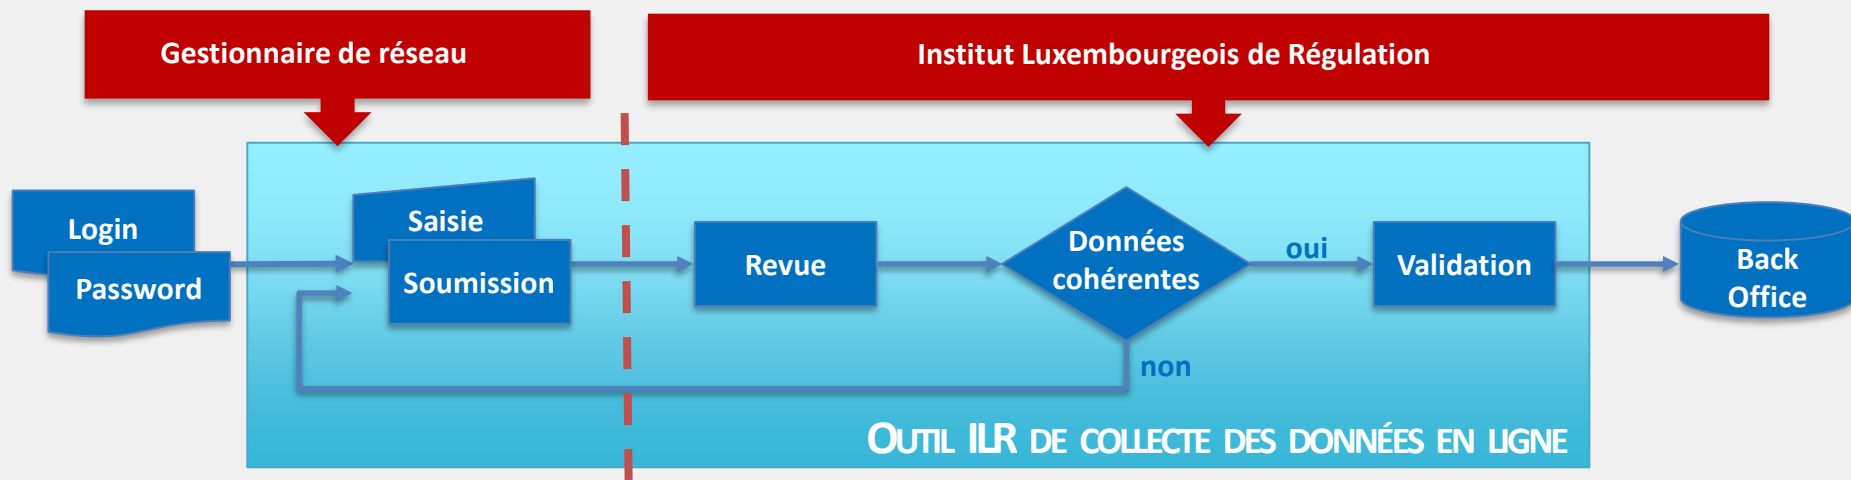 Gestionnaire de réseau
Institut Luxembourgeois de Régulation
Login
Password
Saisie
Soumission
Revue
Données
cohérentes
oui
non
Validation
Back
Office
OUTIL ILR DE COLLECTE DES DONNÉES EN LIGNE